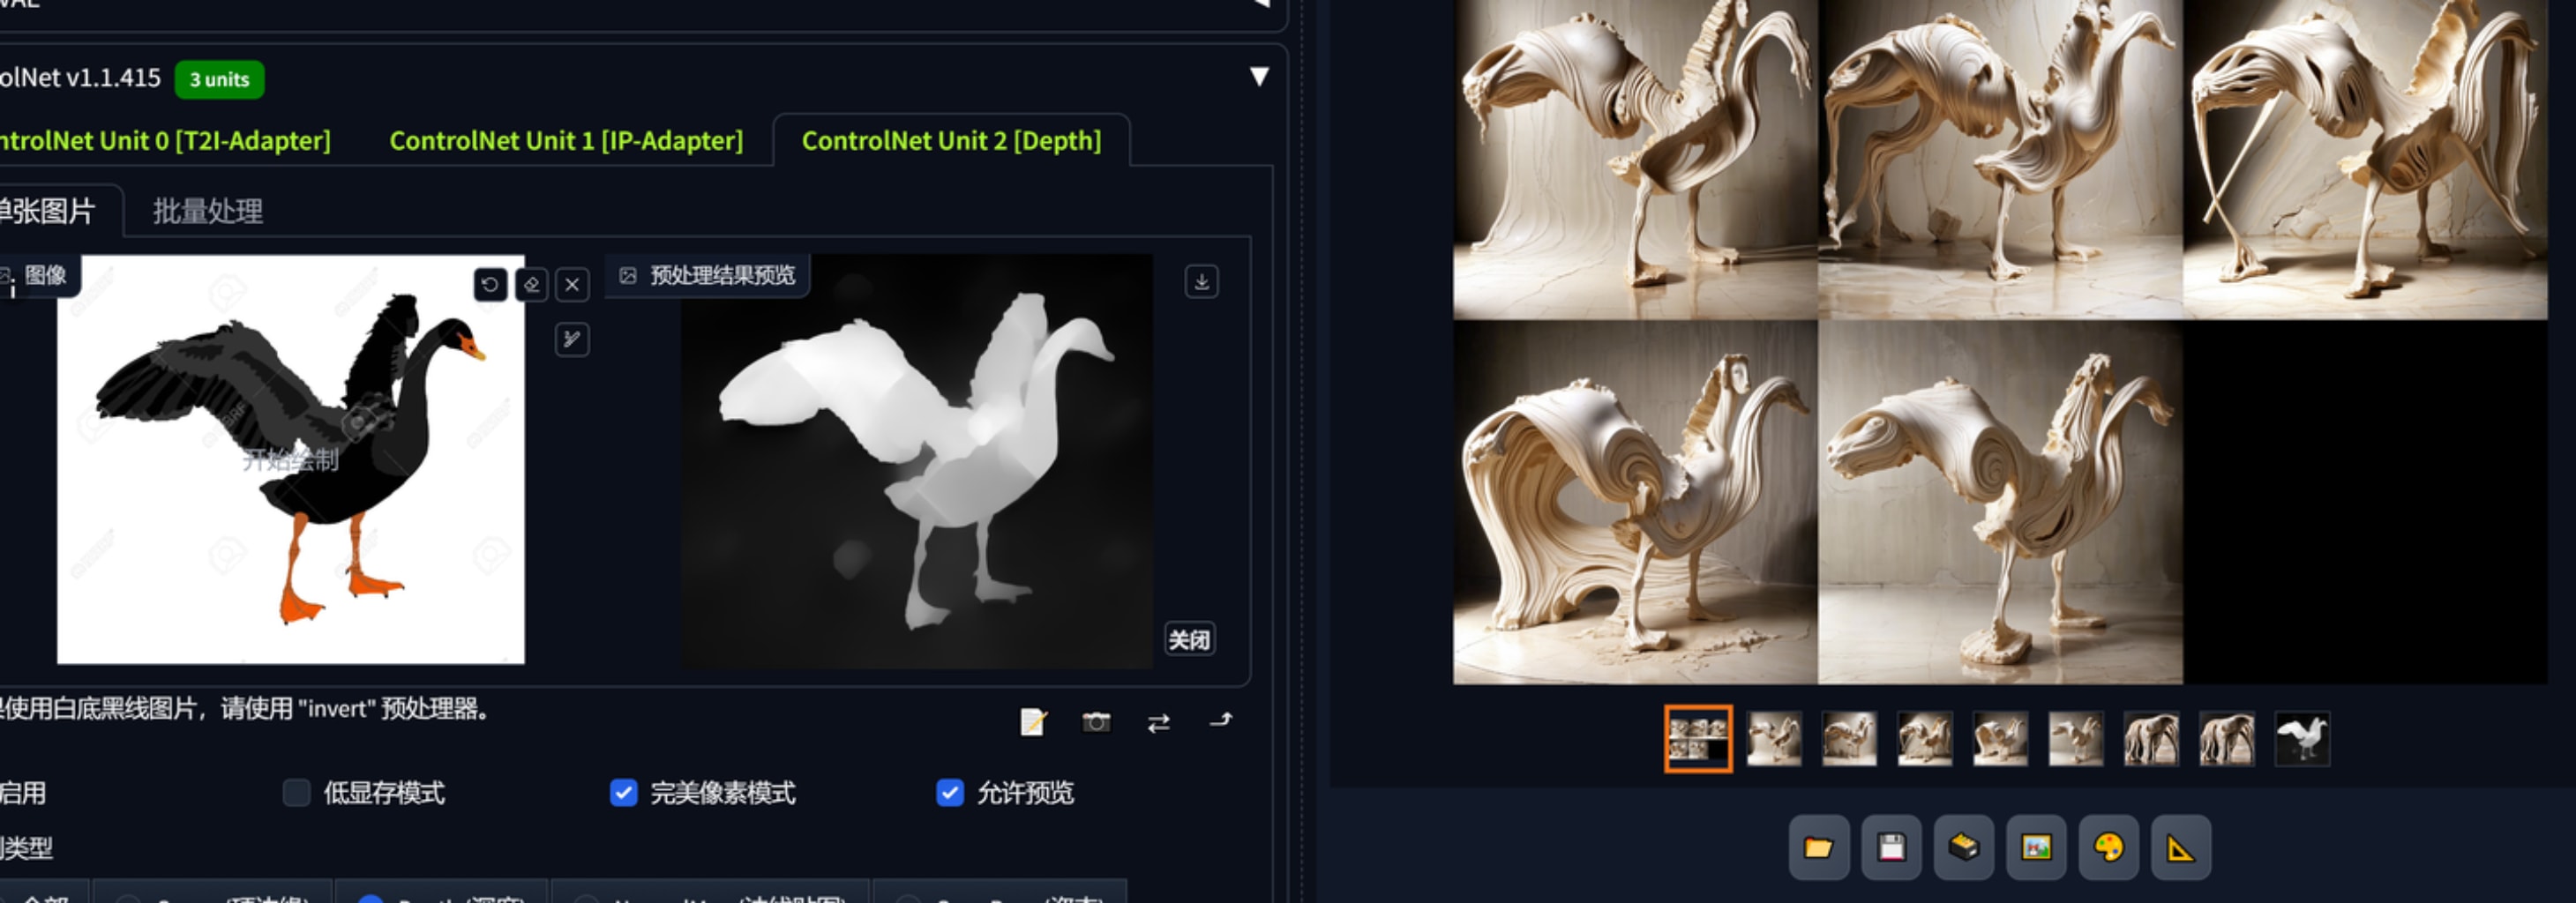 VAE
olNet v1.1.415 3 units
ntrolNet Unit 0 [T2I-Adapter] ControlNet Unit 1 [IP-Adapter] ControlNet Unit 2 [Depth]
单张图片 批量处理
图像 预处理结果预览
开始绘制
关闭
使用白底黑线图片，请使用 "invert" 预处理器。
启用 低显存模式 完美像素模式 允许预览
类型